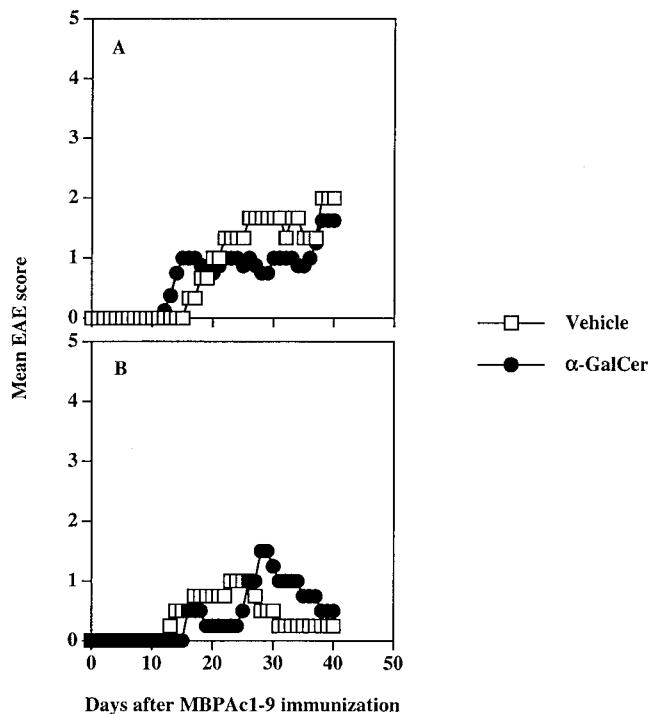 5
4
3
2
1
0
A
5
4
3
2
1
0
B
0 10 20 30 40 50
Mean EAE score
Days after MBPAc1-9 immunization
Vehicle
α-GalCer